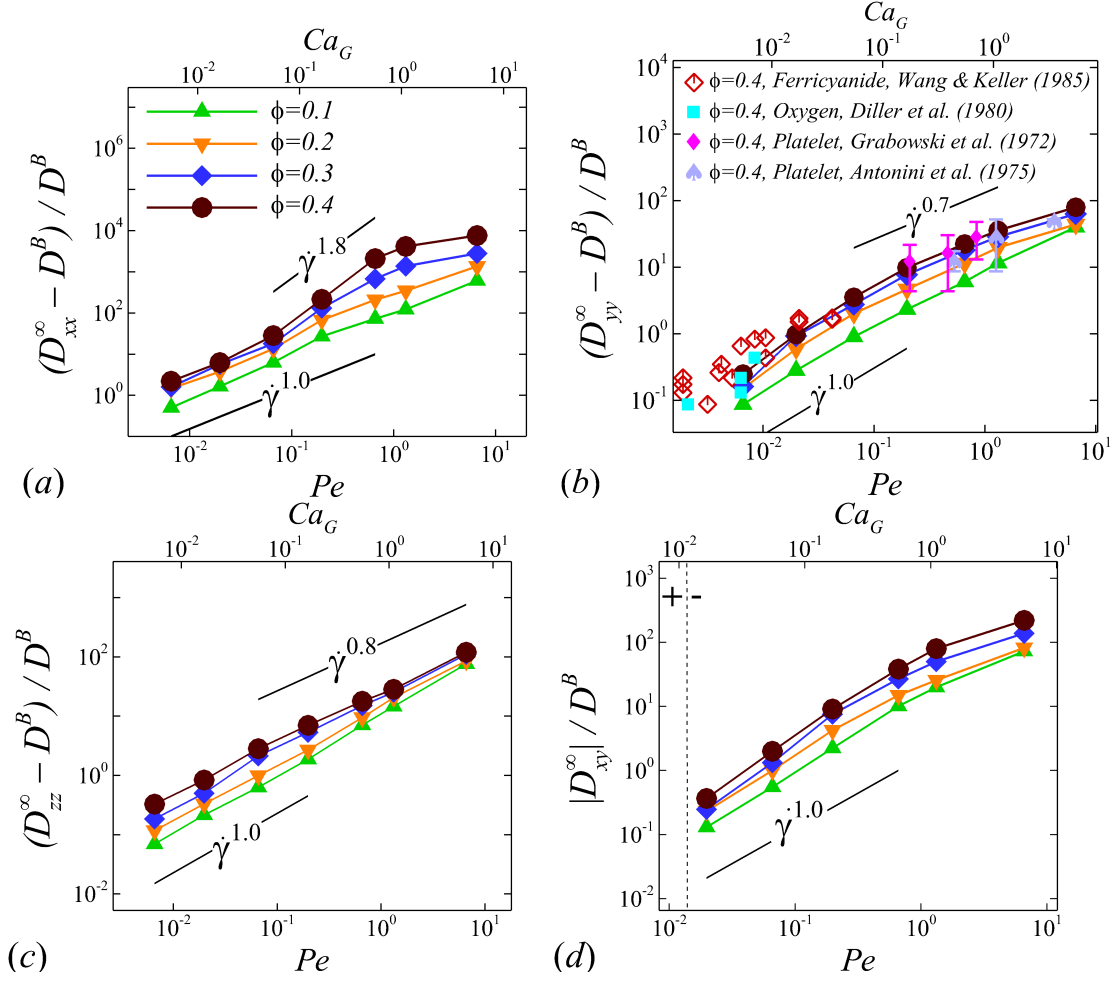 Ca_G
10^-2 10^-1 10^0 10^1
ϕ=0.1
ϕ=0.2
ϕ=0.3
ϕ=0.4
γ̇^1.8
γ̇^1.0
10^6
10^4
10^2
10^0
(D_xx^∞ − D^B) / D^B
10^-2 10^-1 10^0 10^1
(a) Pe
Ca_G
10^-2 10^-1 10^0
ϕ=0.4, Ferricyanide, Wang & Keller (1985)
ϕ=0.4, Oxygen, Diller et al. (1980)
ϕ=0.4, Platelet, Grabowski et al. (1972)
ϕ=0.4, Platelet, Antonini et al. (1975)
γ̇^0.7
γ̇^1.0
10^4
10^3
10^2
10^1
10^0
10^-1
(D_yy^∞ − D^B) / D^B
10^-2 10^-1 10^0 10^1
(b) Pe
Ca_G
10^-2 10^-1 10^0 10^1
γ̇^0.8
γ̇^1.0
10^2
10^0
10^-2
(D_zz^∞ − D^B) / D^B
10^-2 10^-1 10^0 10^1
(c) Pe
Ca_G
10^-2 10^-1 10^0 10^1
+ -
γ̇^1.0
10^3
10^2
10^1
10^0
10^-1
10^-2
|D_xy^∞| / D^B
10^-2 10^-1 10^0 10^1
(d) Pe